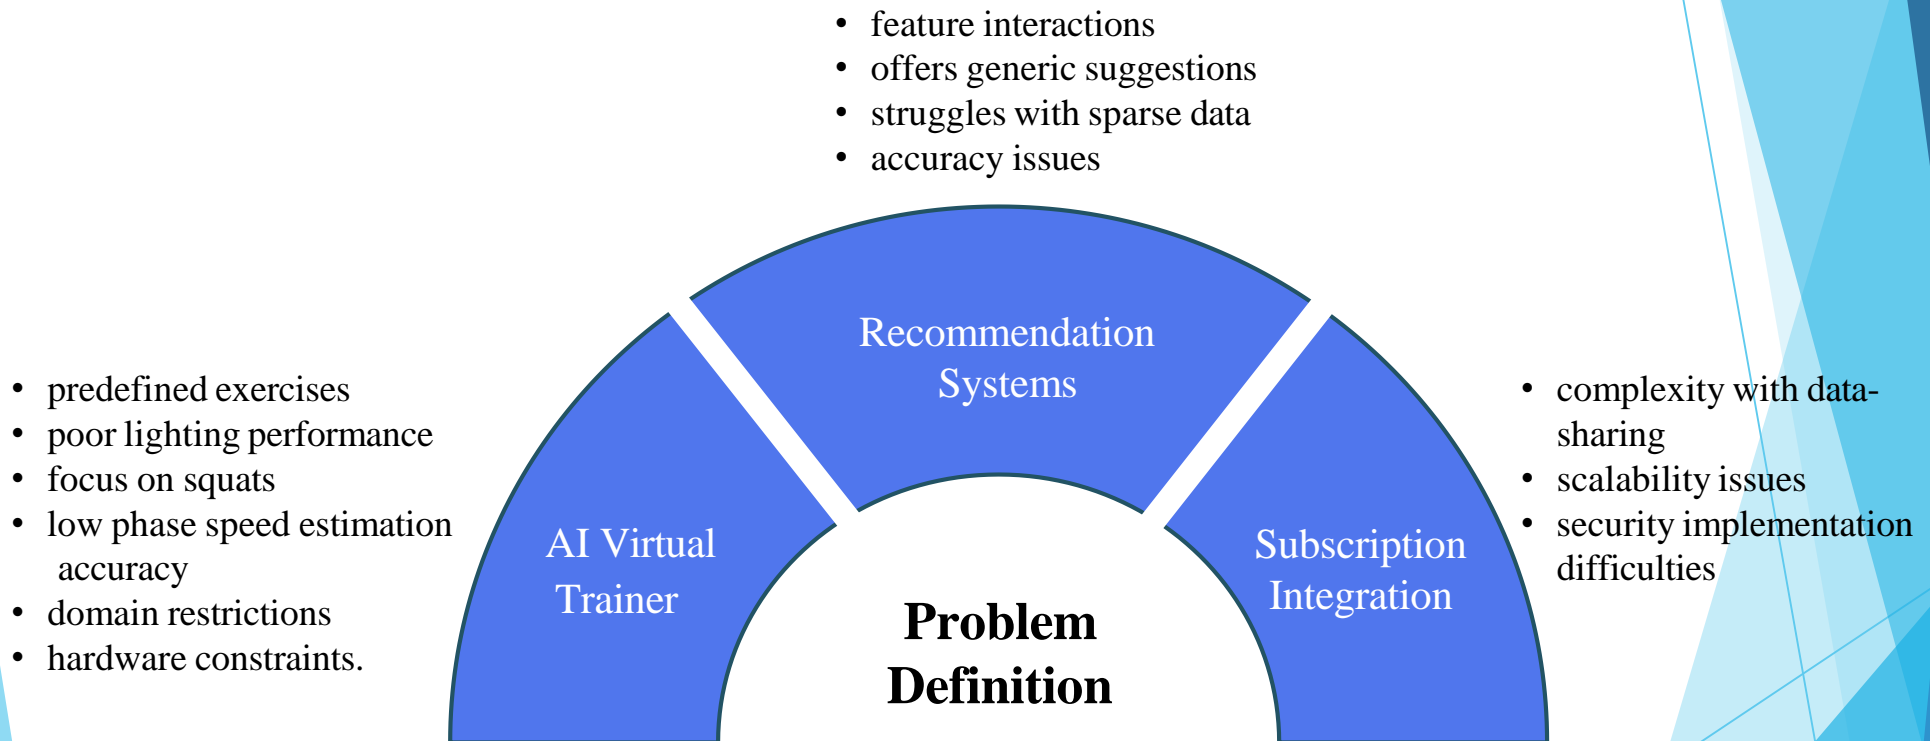 • feature interactions
• offers generic suggestions
• struggles with sparse data
• accuracy issues
Recommendation
Systems
• predefined exercises
• poor lighting performance
• focus on squats
• low phase speed estimation
accuracy
• domain restrictions
• hardware constraints.
AI Virtual
Trainer
• complexity with data-
sharing
• scalability issues
• security implementation
difficulties
Subscription
Integration
Problem
Definition